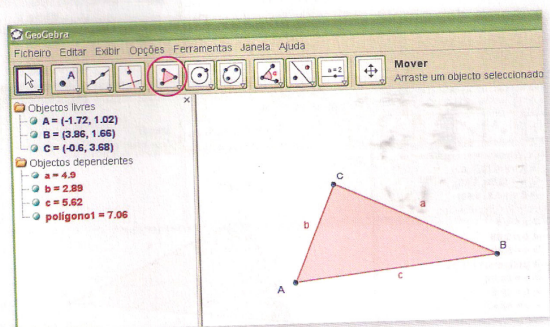 GeoGebra
Ficheiro Editar Exibir Opções Ferramentas Janela Ajuda
A
α
a=2
Mover
Arraste um objecto seleccionado
Objectos livres
A = (-1.72, 1.02)
B = (3.86, 1.66)
C = (-0.6, 3.68)
Objectos dependentes
a = 4.9
b = 2.89
c = 5.62
polígono1 = 7.06
C
a
b
B
c
A